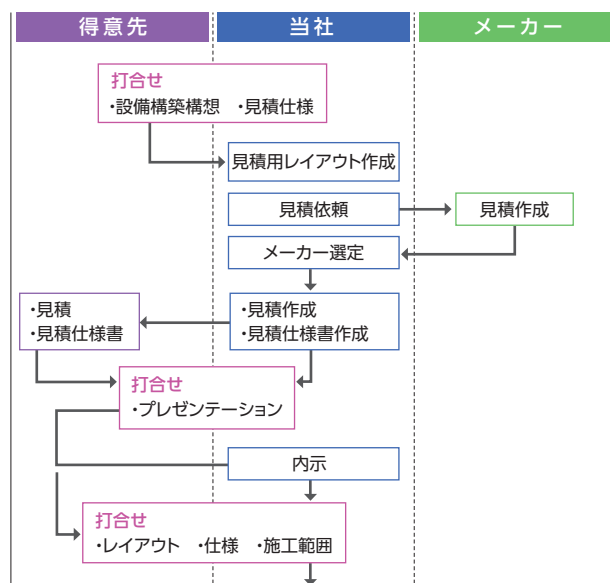 得意先
当社
メーカー
打合せ
・設備構築構想 ・見積仕様
見積用レイアウト作成
見積依頼
見積作成
メーカー選定
・見積
・見積仕様書
・見積作成
・見積仕様書作成
打合せ
・プレゼンテーション
内示
打合せ
・レイアウト ・仕様 ・施工範囲